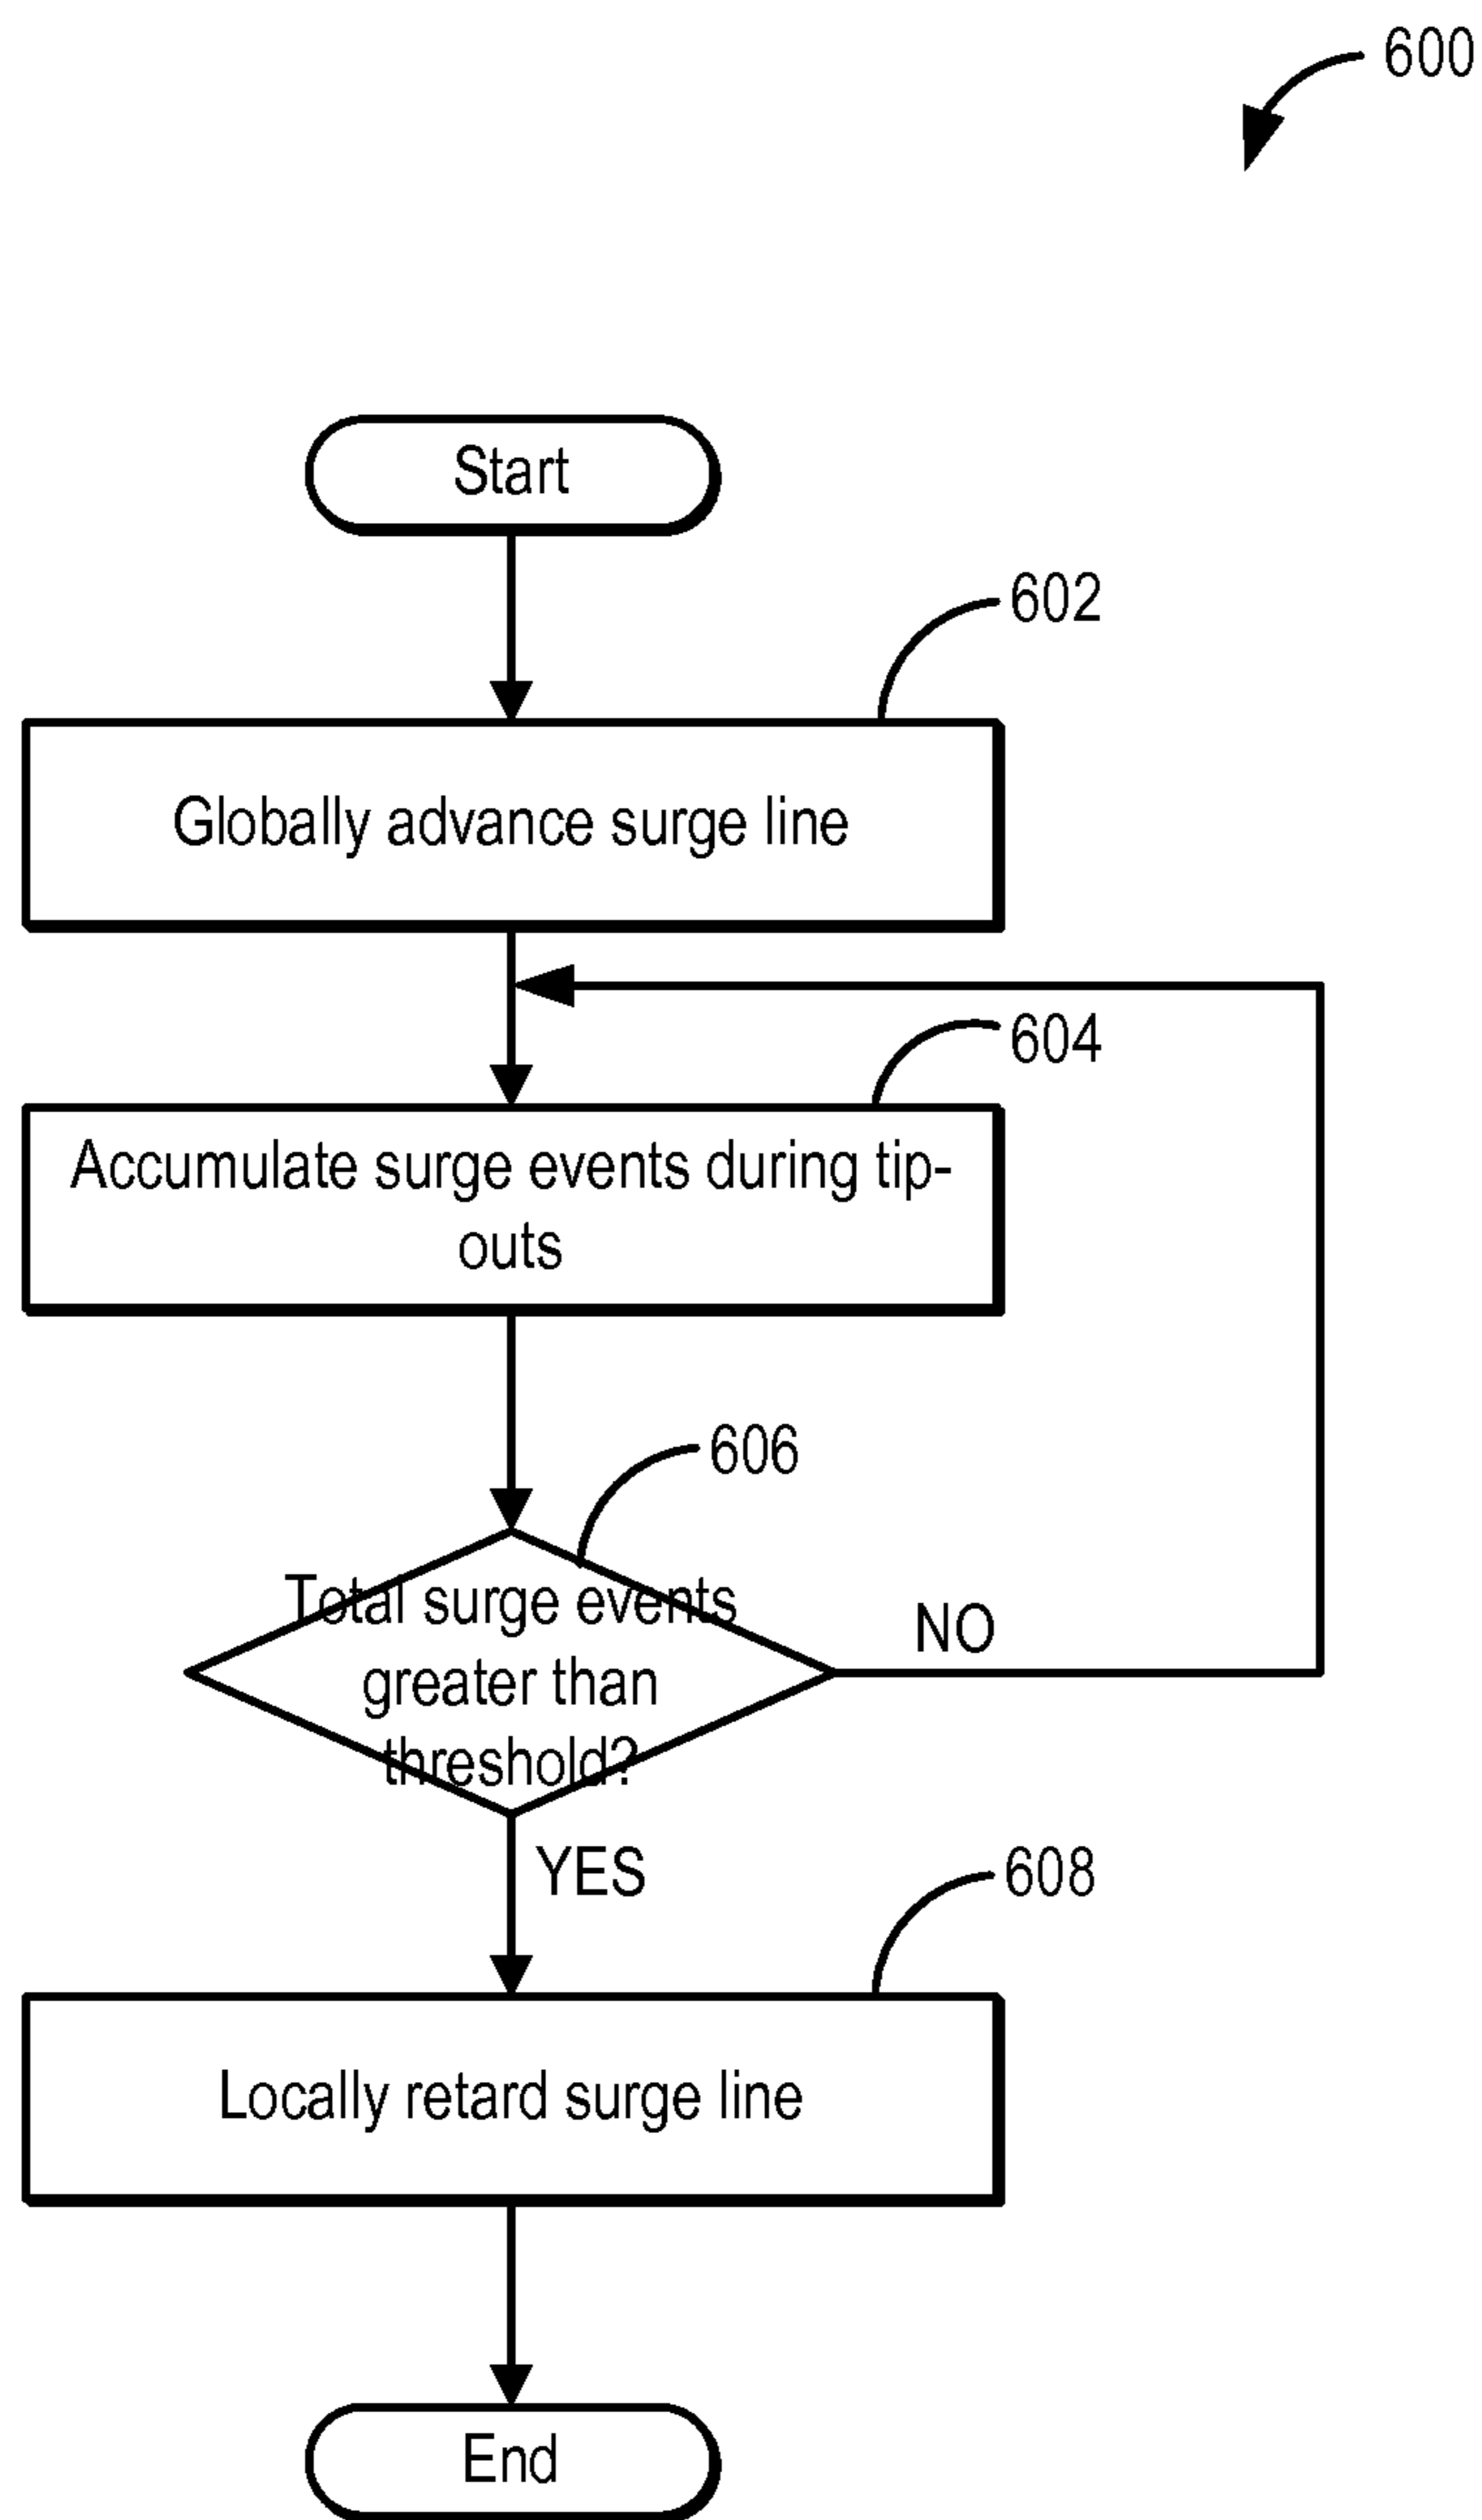 600
Start
602
Globally advance surge line
604
Accumulate surge events during tip-
outs
606
Total surge events
greater than
threshold?
NO
YES
608
Locally retard surge line
End